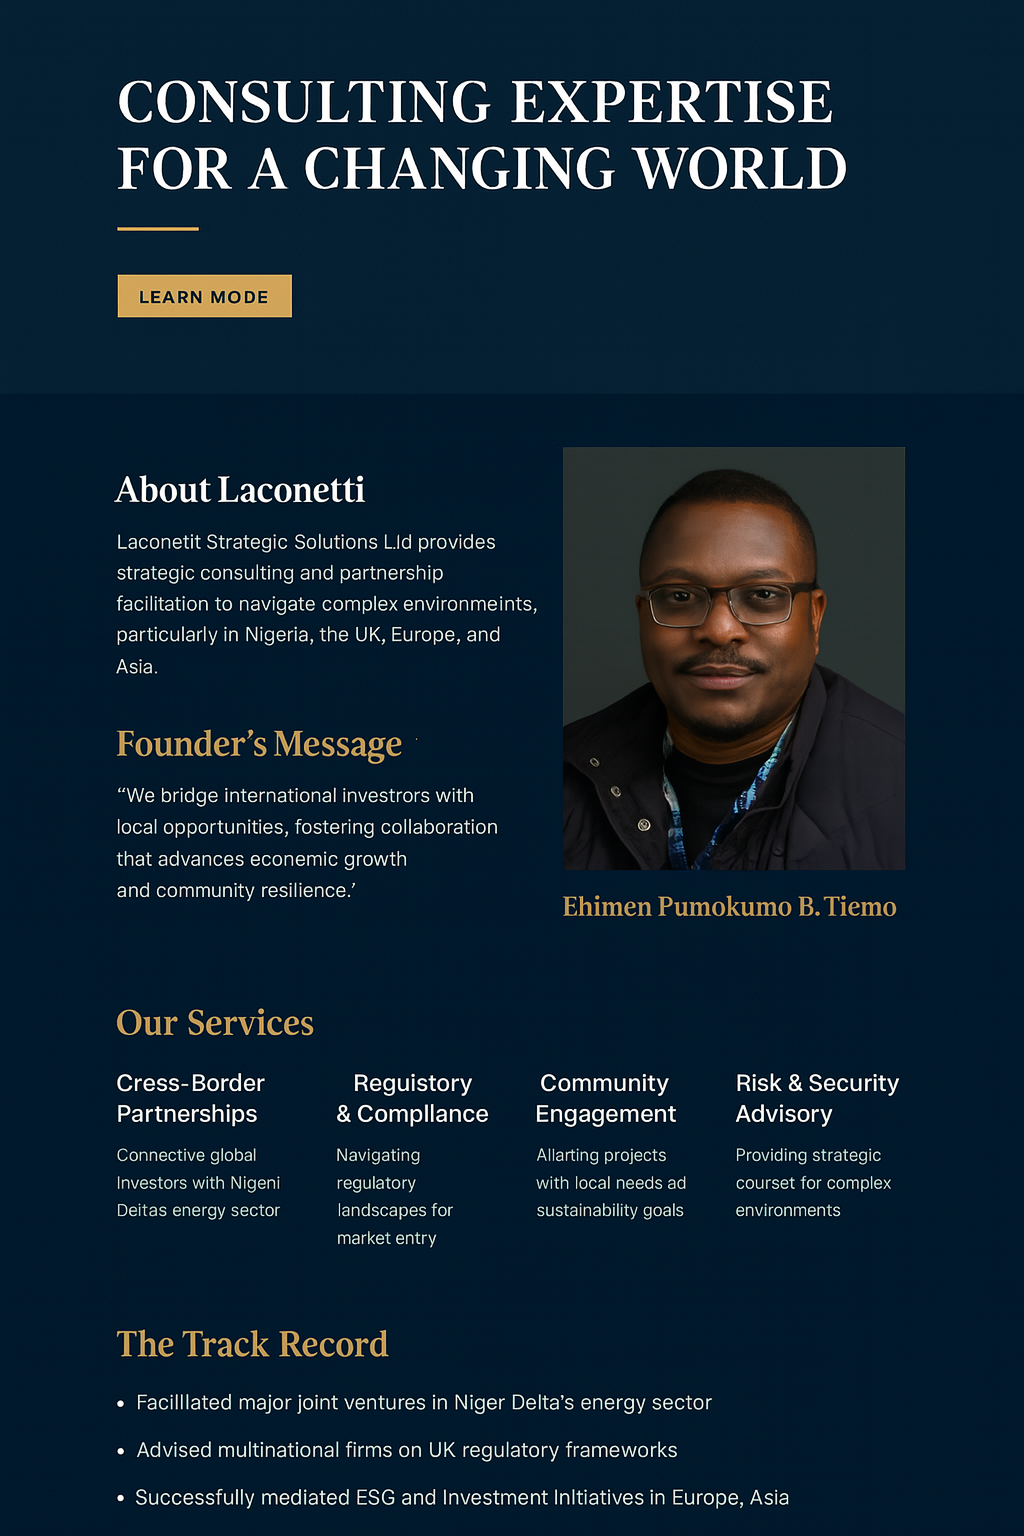 CONSULTING EXPERTISE
FOR A CHANGING WORLD
LEARN MODE
About Laconetti
Laconetit Strategic Solutions L.ld provides
strategic consulting and partnership
facilitation to navigate complex environmeints,
particularly in Nigeria, the UK, Europe, and
Asia.
Founder’s Message
“We bridge international investrors with
local opportunities, fostering collaboration
that advances economic growth
and community resilience.’
Ehimen Pumokumo B. Tiemo
Our Services
Cress-Border
Partnerships
Connective global
Investors with Nigeni
Deitas energy sector
Reguistory
& Compllance
Navigating
regulatory
landscapes for
market entry
Community
Engagement
Allarting projects
with local needs ad
sustainability goals
Risk & Security
Advisory
Providing strategic
courset for complex
environments
The Track Record
• Facilllated major joint ventures in Niger Delta’s energy sector
• Advised multinational firms on UK regulatory frameworks
• Successfully mediated ESG and Investment Inltiatives in Europe, Asia